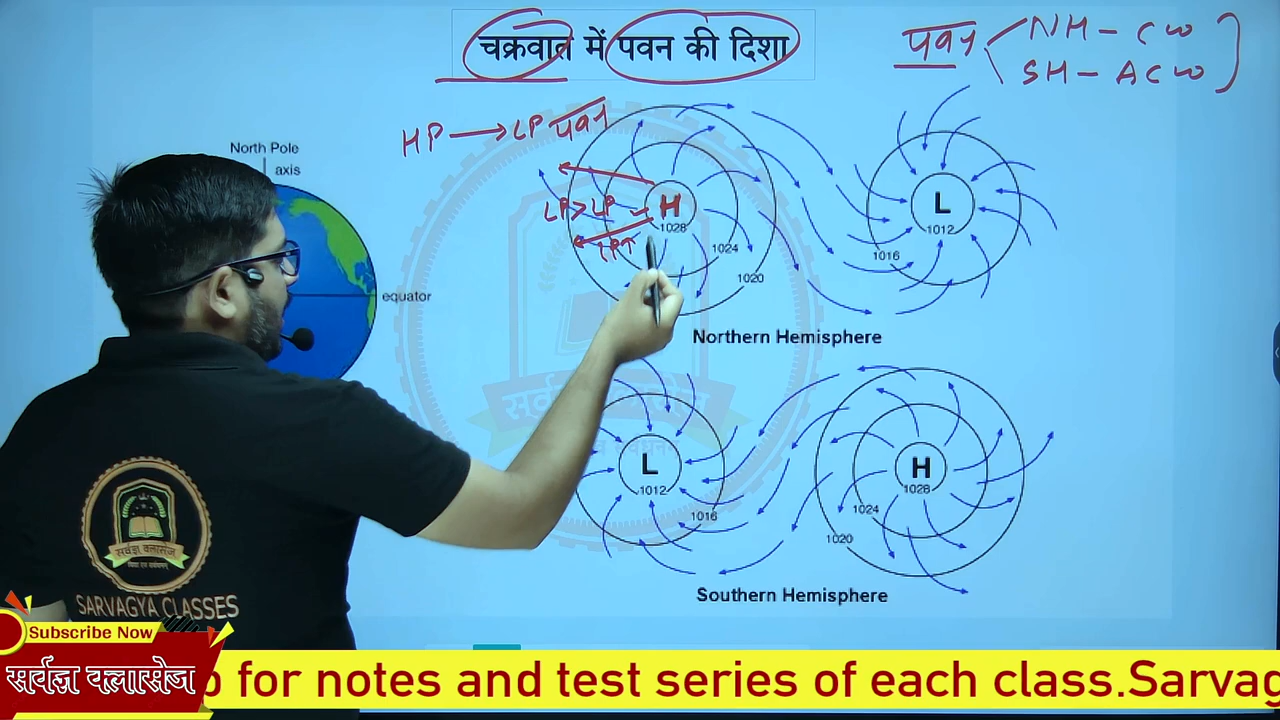 चक्रवात में पवन की दिशा
पवन
NH - CW
SH - ACW
HP → LP पवन
North Pole
axis
equator
LP > LP
H
1028
1024
1020
L
1012
1016
Northern Hemisphere
L
1012
1016
H
1028
1024
1020
Southern Hemisphere
सर्वज्ञ क्लासेज
SARVAGYA CLASSES
Subscribe Now
सर्वज्ञ क्लासेज
for notes and test series of each class.Sarvag